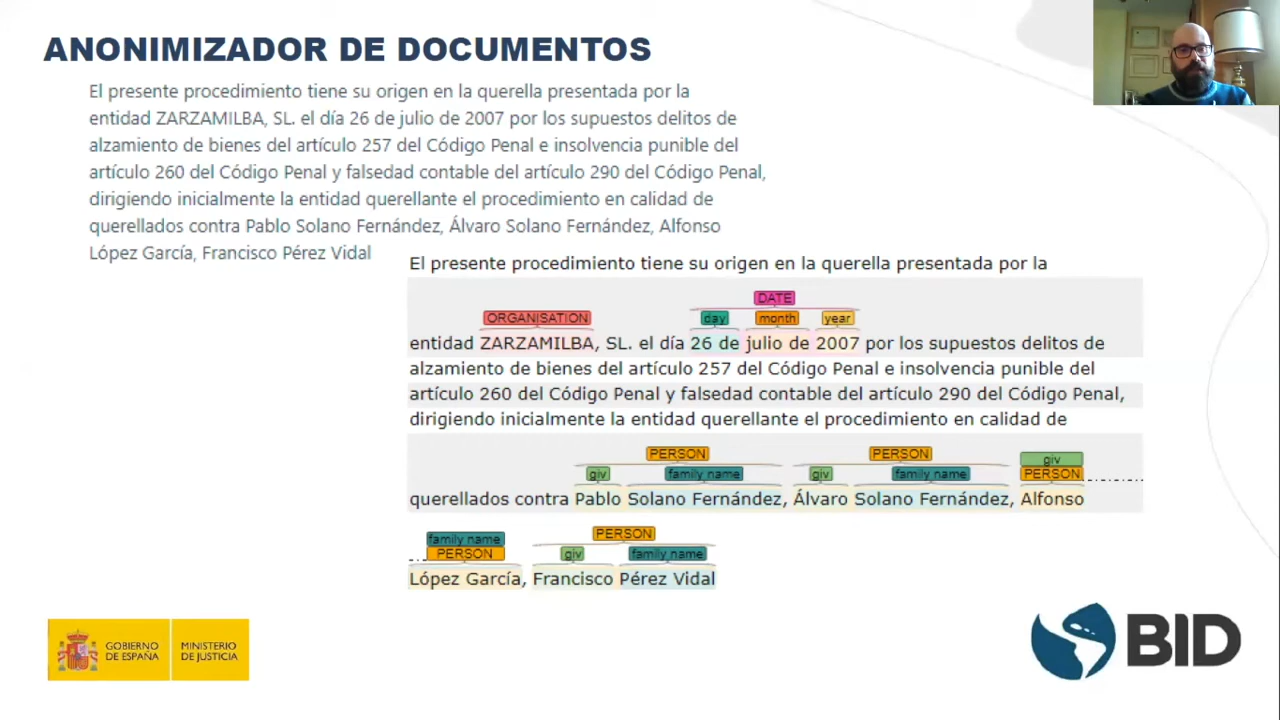 ANONIMIZADOR DE DOCUMENTOS
El presente procedimiento tiene su origen en la querella presentada por la
entidad ZARZAMILBA, SL. el día 26 de julio de 2007 por los supuestos delitos de
alzamiento de bienes del artículo 257 del Código Penal e insolvencia punible del
artículo 260 del Código Penal y falsedad contable del artículo 290 del Código Penal,
dirigiendo inicialmente la entidad querellante el procedimiento en calidad de
querellados contra Pablo Solano Fernández, Álvaro Solano Fernández, Alfonso
López García, Francisco Pérez Vidal
El presente procedimiento tiene su origen en la querella presentada por la
DATE
ORGANISATION day month year
entidad ZARZAMILBA, SL. el día 26 de julio de 2007 por los supuestos delitos de
alzamiento de bienes del artículo 257 del Código Penal e insolvencia punible del
artículo 260 del Código Penal y falsedad contable del artículo 290 del Código Penal,
dirigiendo inicialmente la entidad querellante el procedimiento en calidad de
PERSON PERSON giv
giv family name giv family name PERSON
querellados contra Pablo Solano Fernández, Álvaro Solano Fernández, Alfonso
family name PERSON
PERSON giv family name
López García, Francisco Pérez Vidal
GOBIERNO
DE ESPAÑA
MINISTERIO
DE JUSTICIA
BID